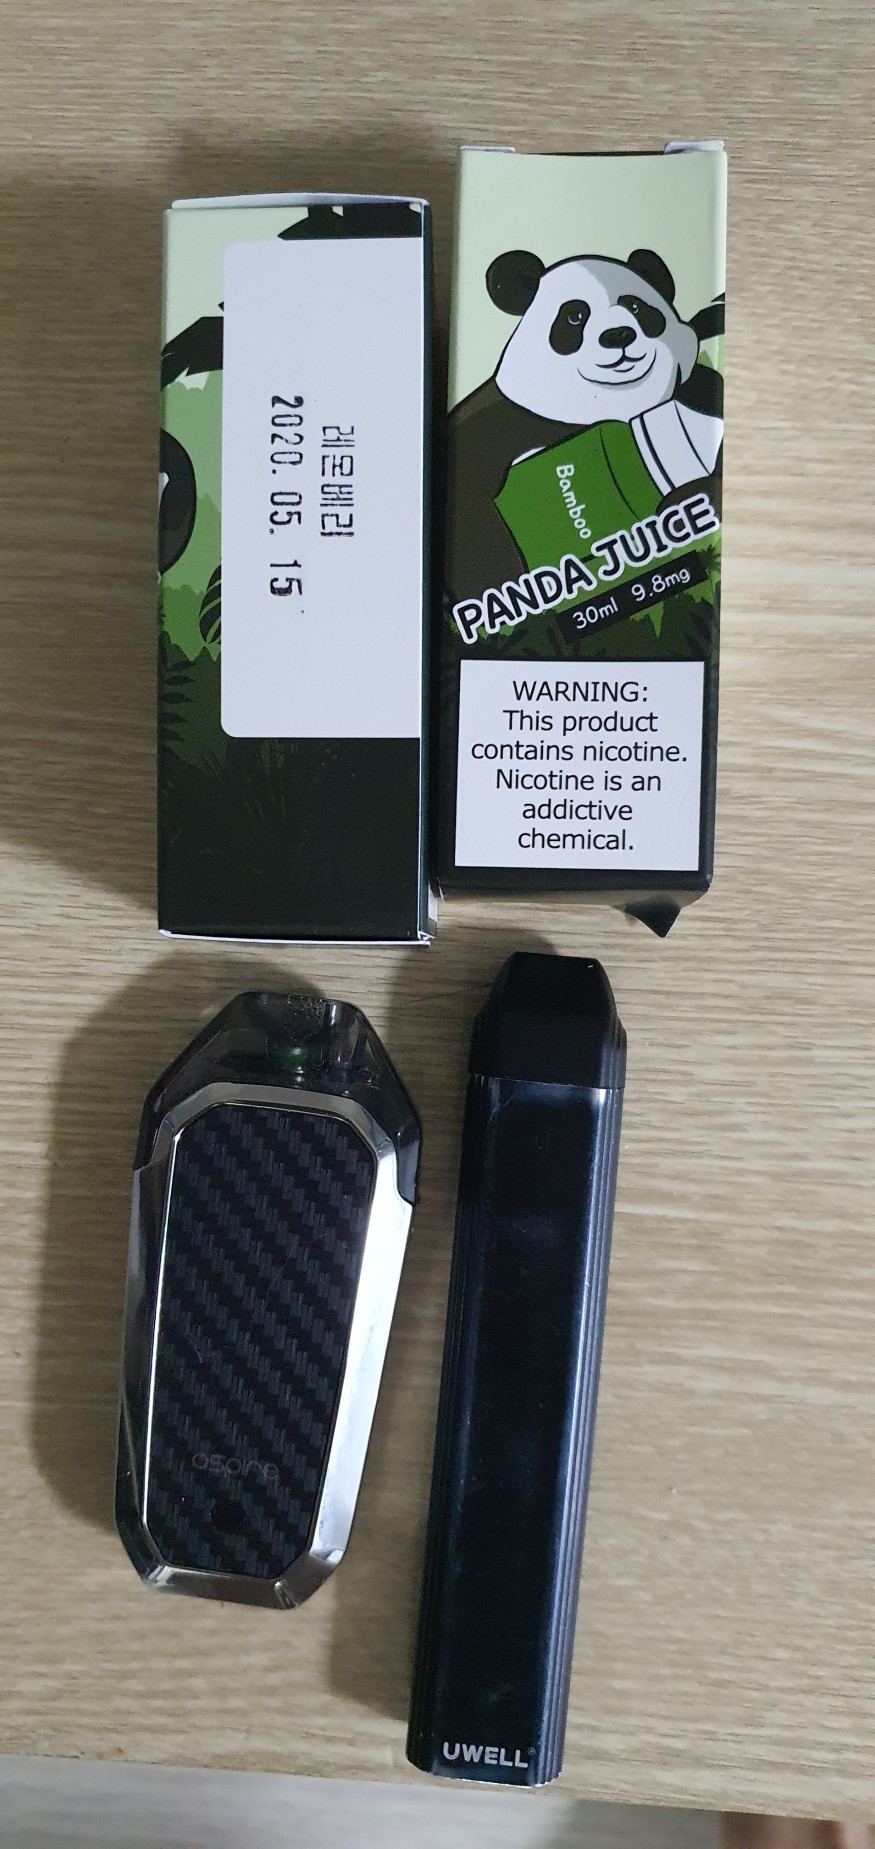 레몬베리
2020. 05. 15
Bamboo
PANDA JUICE
30ml 9.8mg
WARNING:
This product
contains nicotine.
Nicotine is an
addictive
chemical.
aspire
UWELL®